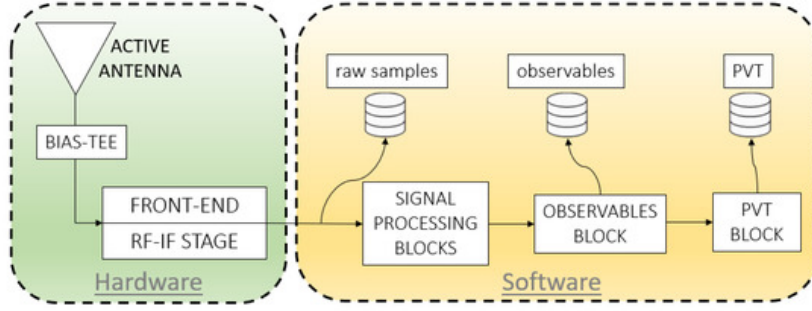 ACTIVE
ANTENNA
BIAS-TEE
FRONT-END
RF-IF STAGE
Hardware
raw samples
observables
PVT
SIGNAL
PROCESSING
BLOCKS
OBSERVABLES
BLOCK
PVT
BLOCK
Software